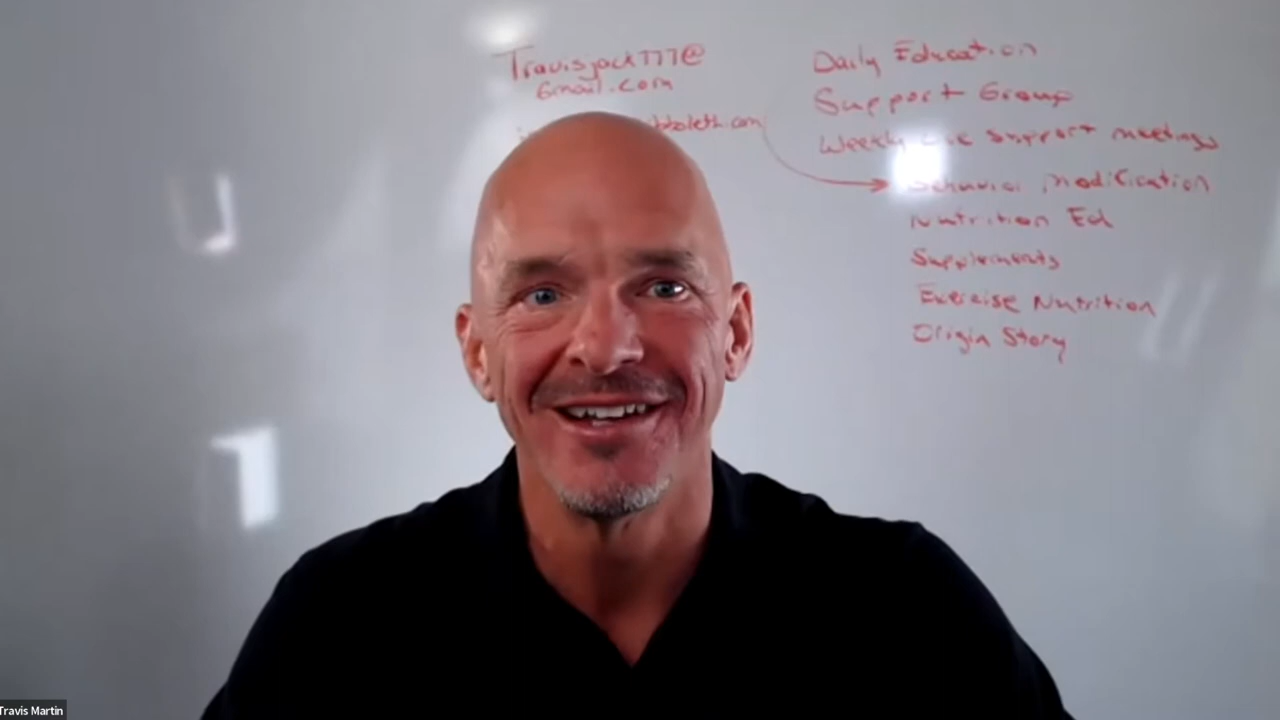 Travisjack777@
Gmail.com
Daily Education
Support Group
Weekly support meetings
Behavior Modification
Nutrition Ed
Supplements
Exercise Nutrition
Origin Story
Travis Martin